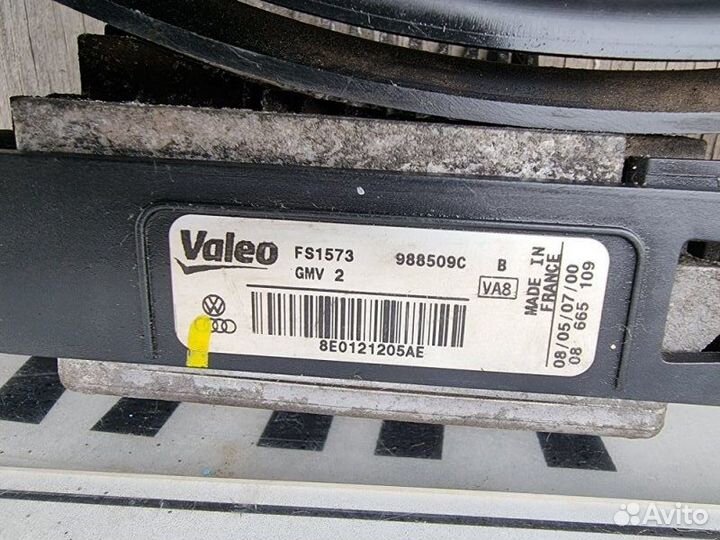 Valeo FS1573 988509C B
GMV 2 VA8
8E0121205AE
MADE IN
FRANCE
08/05/07/00
08 665 109
Avito